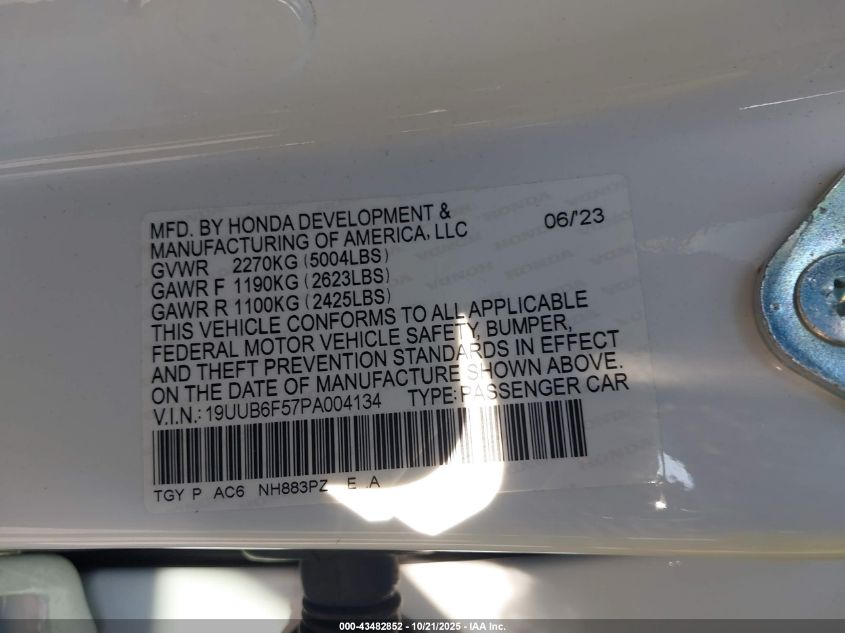 MFD. BY HONDA DEVELOPMENT & 06/'23
MANUFACTURING OF AMERICA, LLC
GVWR 2270KG (5004LBS)
GAWR F 1190KG (2623LBS)
GAWR R 1100KG (2425LBS)
THIS VEHICLE CONFORMS TO ALL APPLICABLE
FEDERAL MOTOR VEHICLE SAFETY, BUMPER,
AND THEFT PREVENTION STANDARDS IN EFFECT
ON THE DATE OF MANUFACTURE SHOWN ABOVE.
V.I.N.: 19UUB6F57PA004134 TYPE: PASSENGER CAR
TGY P AC6 NH883PZ E A
000-43482852 - 10/21/2025 - IAA Inc.